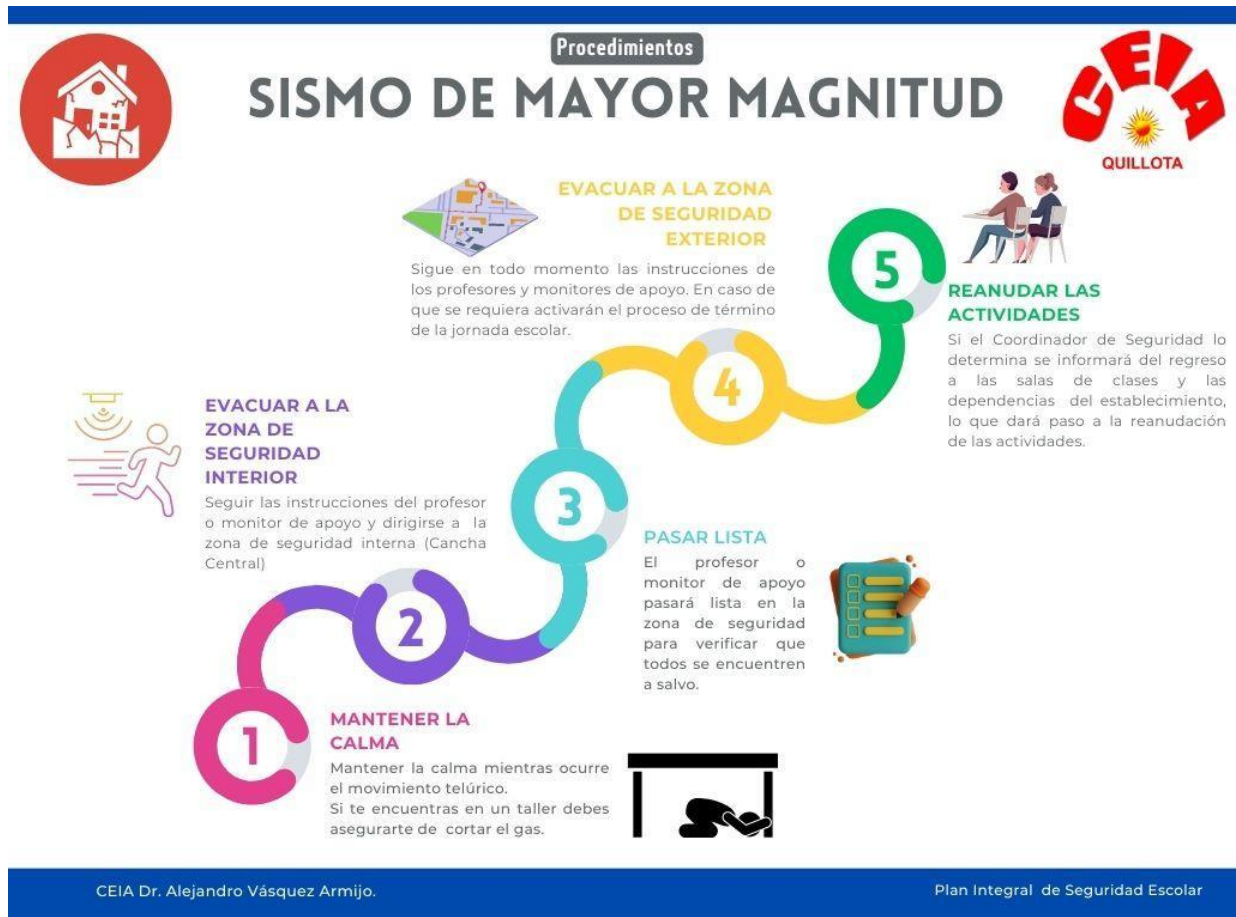 Procedimientos
SISMO DE MAYOR MAGNITUD
CEIA
QUILLOTA
1
MANTENER LA
CALMA
Mantener la calma mientras ocurre
el movimiento telúrico.
Si te encuentras en un taller debes
asegurarte de cortar el gas.
2
EVACUAR A LA
ZONA DE
SEGURIDAD
INTERIOR
Seguir las instrucciones del profesor
o monitor de apoyo y dirigirse a la
zona de seguridad interna (Cancha
Central)
3
PASAR LISTA
El profesor o
monitor de apoyo
pasará lista en la
zona de seguridad
para verificar que
todos se encuentren
a salvo.
4
EVACUAR A LA ZONA
DE SEGURIDAD
EXTERIOR
Sigue en todo momento las instrucciones de
los profesores y monitores de apoyo. En caso de
que se requiera activarán el proceso de término
de la jornada escolar.
5
REANUDAR LAS
ACTIVIDADES
Si el Coordinador de Seguridad lo
determina se informará del regreso
a las salas de clases y las
dependencias del establecimiento,
lo que dará paso a la reanudación
de las actividades.
CEIA Dr. Alejandro Vásquez Armijo.
Plan Integral de Seguridad Escolar